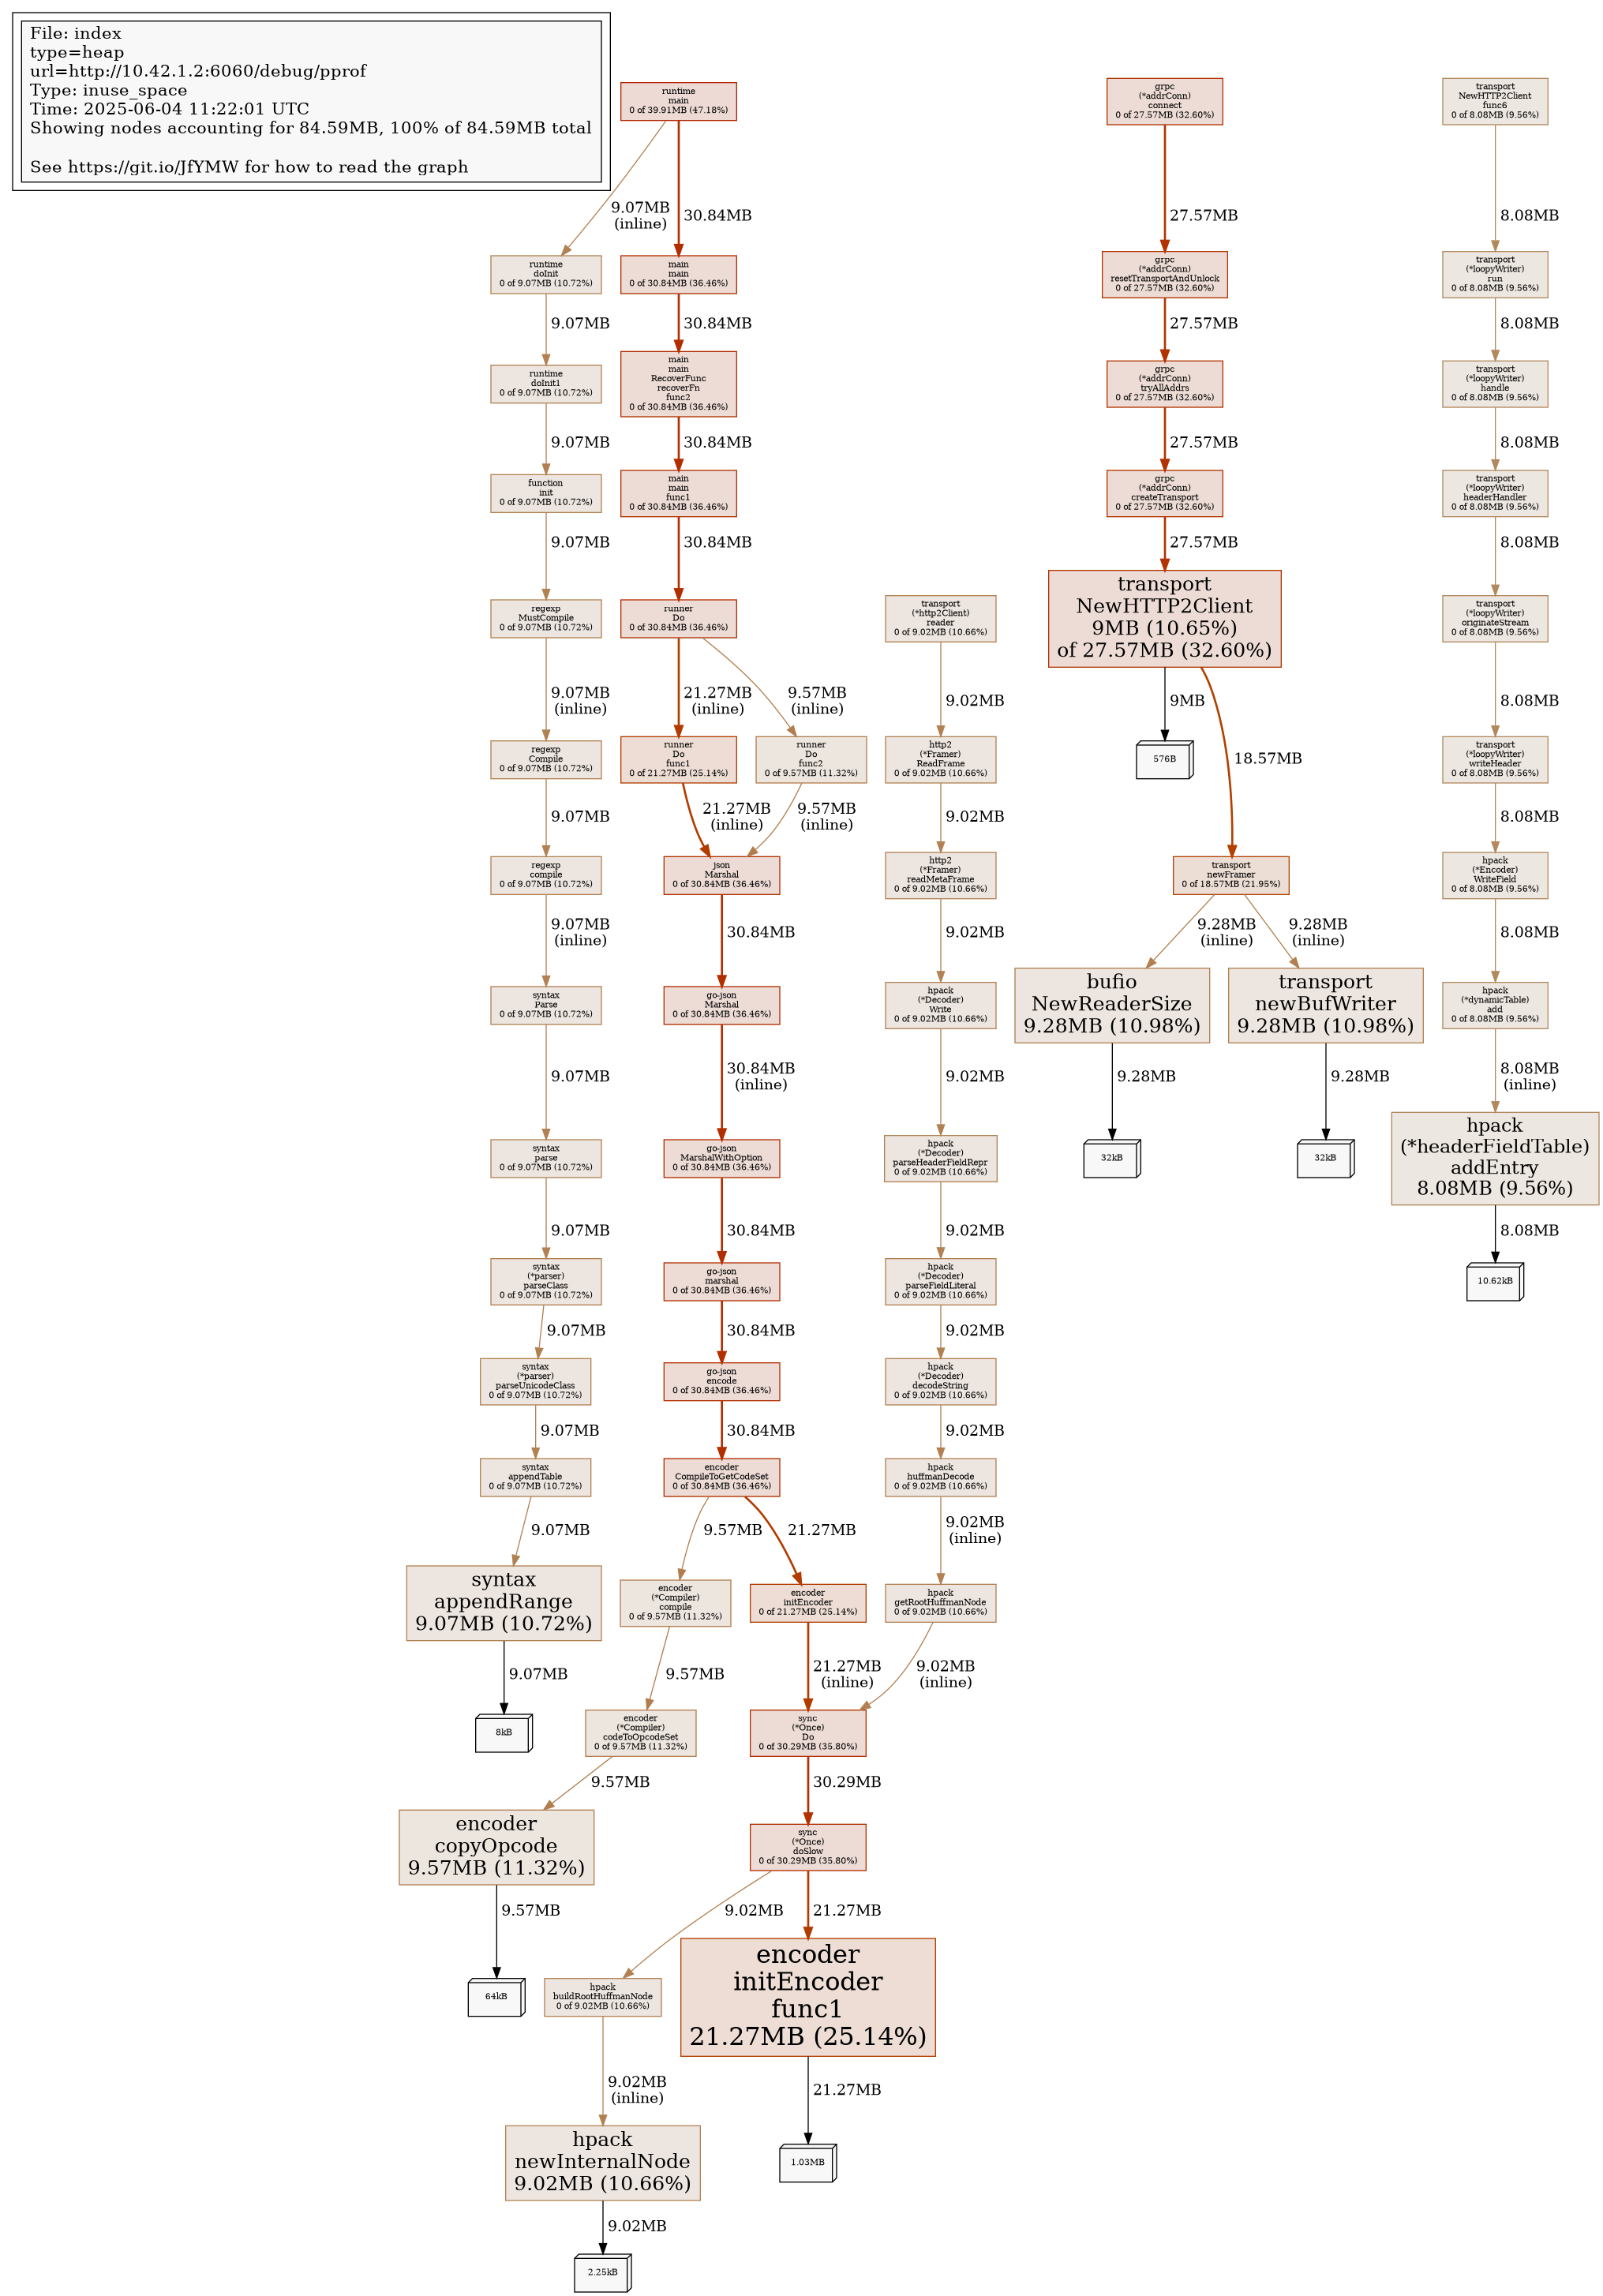 File: index
type=heap
url=http://10.42.1.2:6060/debug/pprof
Type: inuse_space
Time: 2025-06-04 11:22:01 UTC
Showing nodes accounting for 84.59MB, 100% of 84.59MB total
See https://git.io/JfYMW for how to read the graph
runtime
main
0 of 39.91MB (47.18%)
9.07MB
(inline)
30.84MB
runtime
doInit
0 of 9.07MB (10.72%)
9.07MB
runtime
doInit1
0 of 9.07MB (10.72%)
9.07MB
function
init
0 of 9.07MB (10.72%)
9.07MB
regexp
MustCompile
0 of 9.07MB (10.72%)
9.07MB
(inline)
regexp
Compile
0 of 9.07MB (10.72%)
9.07MB
regexp
compile
0 of 9.07MB (10.72%)
9.07MB
(inline)
syntax
Parse
0 of 9.07MB (10.72%)
9.07MB
syntax
parse
0 of 9.07MB (10.72%)
9.07MB
syntax
(*parser)
parseClass
0 of 9.07MB (10.72%)
9.07MB
syntax
(*parser)
parseUnicodeClass
0 of 9.07MB (10.72%)
9.07MB
syntax
appendTable
0 of 9.07MB (10.72%)
9.07MB
syntax
appendRange
9.07MB (10.72%)
9.07MB
8kB
main
main
0 of 30.84MB (36.46%)
30.84MB
main
main
RecoverFunc
recoverFn
func2
0 of 30.84MB (36.46%)
30.84MB
main
main
func1
0 of 30.84MB (36.46%)
30.84MB
runner
Do
0 of 30.84MB (36.46%)
21.27MB
(inline)
9.57MB
(inline)
runner
Do
func1
0 of 21.27MB (25.14%)
21.27MB
(inline)
runner
Do
func2
0 of 9.57MB (11.32%)
9.57MB
(inline)
json
Marshal
0 of 30.84MB (36.46%)
30.84MB
go-json
Marshal
0 of 30.84MB (36.46%)
30.84MB
(inline)
go-json
MarshalWithOption
0 of 30.84MB (36.46%)
30.84MB
go-json
marshal
0 of 30.84MB (36.46%)
30.84MB
go-json
encode
0 of 30.84MB (36.46%)
30.84MB
encoder
CompileToGetCodeSet
0 of 30.84MB (36.46%)
9.57MB
21.27MB
encoder
(*Compiler)
compile
0 of 9.57MB (11.32%)
9.57MB
encoder
(*Compiler)
codeToOpcodeSet
0 of 9.57MB (11.32%)
9.57MB
encoder
copyOpcode
9.57MB (11.32%)
9.57MB
64kB
encoder
initEncoder
0 of 21.27MB (25.14%)
21.27MB
(inline)
transport
(*http2Client)
reader
0 of 9.02MB (10.66%)
9.02MB
http2
(*Framer)
ReadFrame
0 of 9.02MB (10.66%)
9.02MB
http2
(*Framer)
readMetaFrame
0 of 9.02MB (10.66%)
9.02MB
hpack
(*Decoder)
Write
0 of 9.02MB (10.66%)
9.02MB
hpack
(*Decoder)
parseHeaderFieldRepr
0 of 9.02MB (10.66%)
9.02MB
hpack
(*Decoder)
parseFieldLiteral
0 of 9.02MB (10.66%)
9.02MB
hpack
(*Decoder)
decodeString
0 of 9.02MB (10.66%)
9.02MB
hpack
huffmanDecode
0 of 9.02MB (10.66%)
9.02MB
(inline)
hpack
getRootHuffmanNode
0 of 9.02MB (10.66%)
9.02MB
(inline)
sync
(*Once)
Do
0 of 30.29MB (35.80%)
30.29MB
sync
(*Once)
doSlow
0 of 30.29MB (35.80%)
9.02MB
21.27MB
hpack
buildRootHuffmanNode
0 of 9.02MB (10.66%)
9.02MB
(inline)
hpack
newInternalNode
9.02MB (10.66%)
9.02MB
2.25kB
encoder
initEncoder
func1
21.27MB (25.14%)
21.27MB
1.03MB
grpc
(*addrConn)
connect
0 of 27.57MB (32.60%)
27.57MB
grpc
(*addrConn)
resetTransportAndUnlock
0 of 27.57MB (32.60%)
27.57MB
grpc
(*addrConn)
tryAllAddrs
0 of 27.57MB (32.60%)
27.57MB
grpc
(*addrConn)
createTransport
0 of 27.57MB (32.60%)
27.57MB
transport
NewHTTP2Client
9MB (10.65%)
of 27.57MB (32.60%)
9MB
576B
18.57MB
transport
newFramer
0 of 18.57MB (21.95%)
9.28MB
(inline)
9.28MB
(inline)
bufio
NewReaderSize
9.28MB (10.98%)
9.28MB
32kB
transport
newBufWriter
9.28MB (10.98%)
9.28MB
32kB
transport
NewHTTP2Client
func6
0 of 8.08MB (9.56%)
8.08MB
transport
(*loopyWriter)
run
0 of 8.08MB (9.56%)
8.08MB
transport
(*loopyWriter)
handle
0 of 8.08MB (9.56%)
8.08MB
transport
(*loopyWriter)
headerHandler
0 of 8.08MB (9.56%)
8.08MB
transport
(*loopyWriter)
originateStream
0 of 8.08MB (9.56%)
8.08MB
transport
(*loopyWriter)
writeHeader
0 of 8.08MB (9.56%)
8.08MB
hpack
(*Encoder)
WriteField
0 of 8.08MB (9.56%)
8.08MB
hpack
(*dynamicTable)
add
0 of 8.08MB (9.56%)
8.08MB
(inline)
hpack
(*headerFieldTable)
addEntry
8.08MB (9.56%)
8.08MB
10.62kB